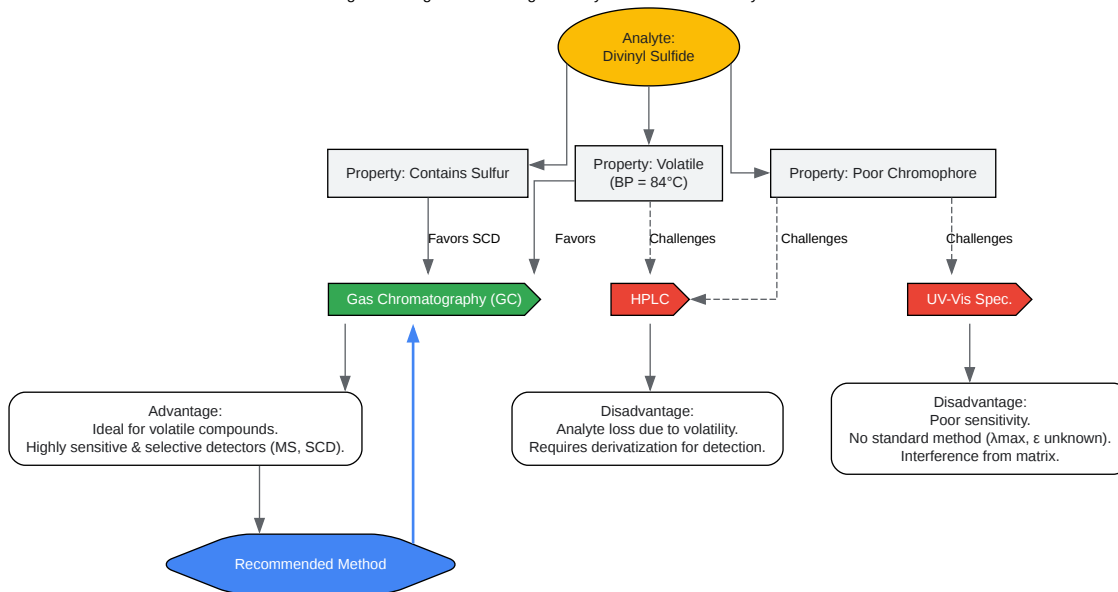 Analyte:
Divinyl Sulfide
Property: Contains Sulfur
Property: Volatile
(BP = 84°C)
Property: Poor Chromophore
Favors SCD
Favors
Challenges
Challenges
Challenges
Gas Chromatography (GC)
HPLC
UV-Vis Spec.
Advantage:
Ideal for volatile compounds.
Highly sensitive & selective detectors (MS, SCD).
Disadvantage:
Analyte loss due to volatility.
Requires derivatization for detection.
Disadvantage:
Poor sensitivity.
No standard method (λmax, ε unknown).
Interference from matrix.
Recommended Method